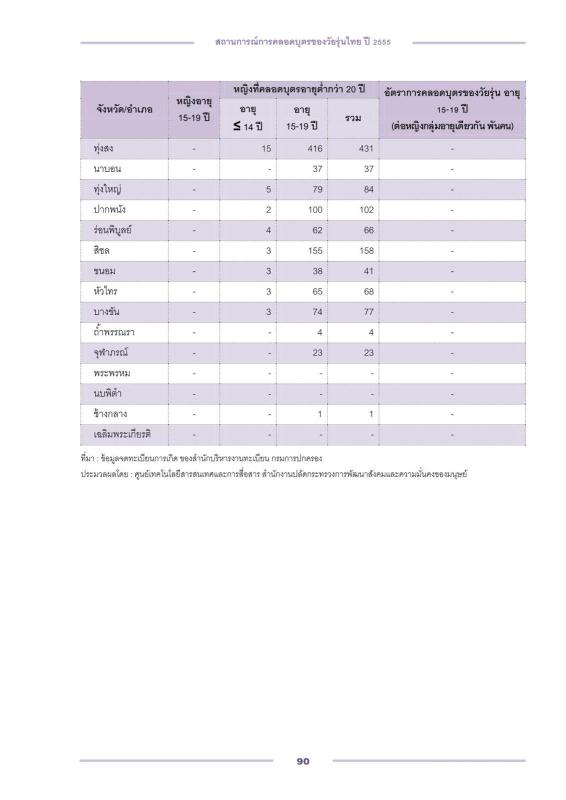 สถานการณ์การคลอดบุตรของวัยรุ่นไทย ปี 2555
จังหวัด/อำเภอ
หญิงอายุ
15-19 ปี
หญิงที่คลอดบุตรอายุต่ำกว่า 20 ปี
อายุ
≤ 14 ปี
อายุ
15-19 ปี
รวม
อัตราการคลอดบุตรของวัยรุ่น อายุ
15-19 ปี
(ต่อหญิงกลุ่มอายุเดียวกัน พันคน)
ทุ่งสง - 15 416 431 -
นาบอน - - 37 37 -
ทุ่งใหญ่ - 5 79 84 -
ปากพนัง - 2 100 102 -
ร่อนพิบูลย์ - 4 62 66 -
สิชล - 3 155 158 -
ขนอม - 3 38 41 -
หัวไทร - 3 65 68 -
บางขัน - 3 74 77 -
ถ้ำพรรณรา - - 4 4 -
จุฬาภรณ์ - - 23 23 -
พระพรหม - - - - -
นบพิตำ - - - - -
ช้างกลาง - - 1 1 -
เฉลิมพระเกียรติ - - - - -
ที่มา : ข้อมูลจดทะเบียนการเกิด ของสำนักบริหารงานทะเบียน กรมการปกครอง
ประมวลผลโดย : ศูนย์เทคโนโลยีสารสนเทศและการสื่อสาร สำนักงานปลัดกระทรวงการพัฒนาสังคมและความมั่นคงของมนุษย์
90